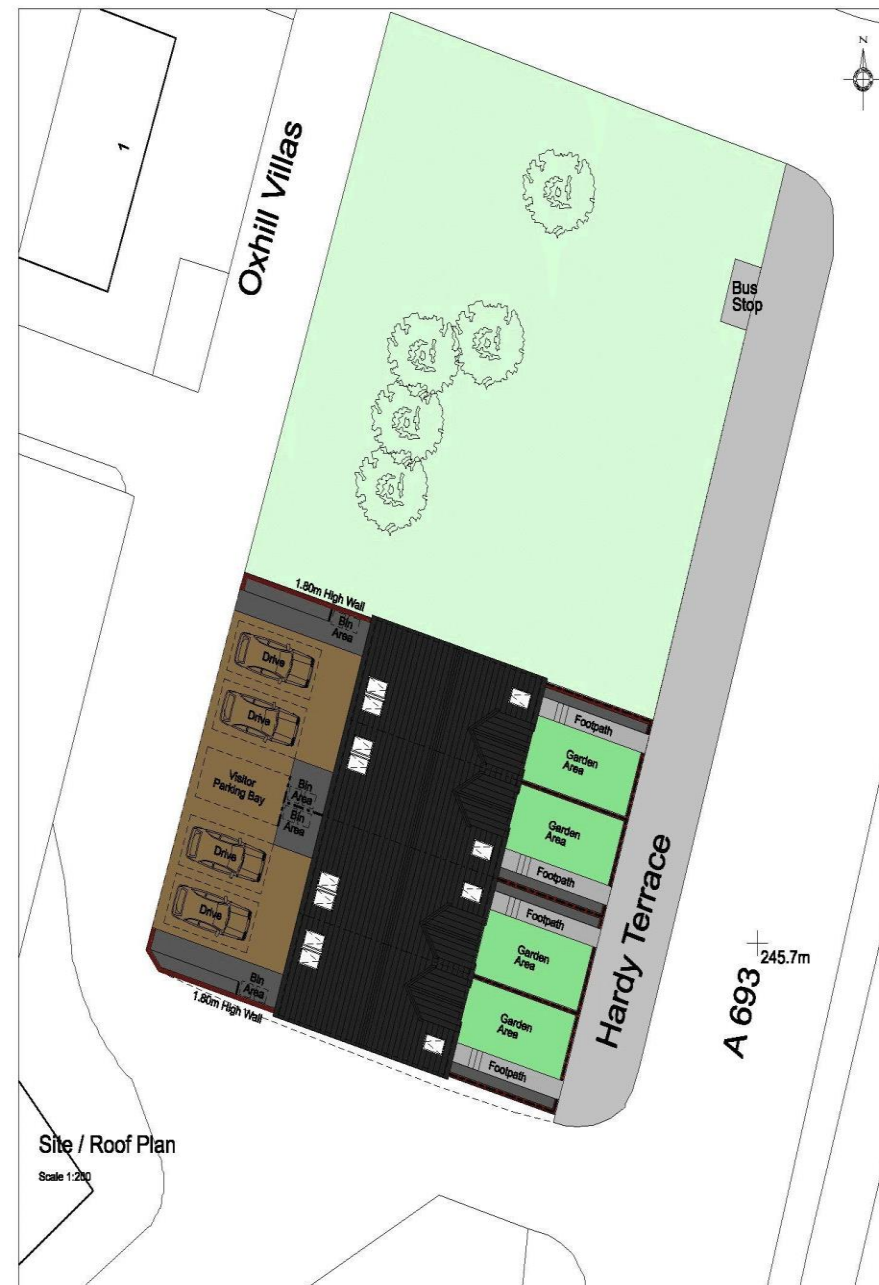 N
1
Oxhill Villas
Bus
Stop
1.80m High Wall
Bin
Area
Drive
Drive
Footpath
Garden
Area
Visitor
Parking Bay
Bin
Area
Bin
Area
Garden
Area
Footpath
Drive
Footpath
Drive
Garden
Area
Hardy Terrace
245.7m
A 693
Bin
Area
1.80m High Wall
Garden
Area
Footpath
Site / Roof Plan
Scale 1:200